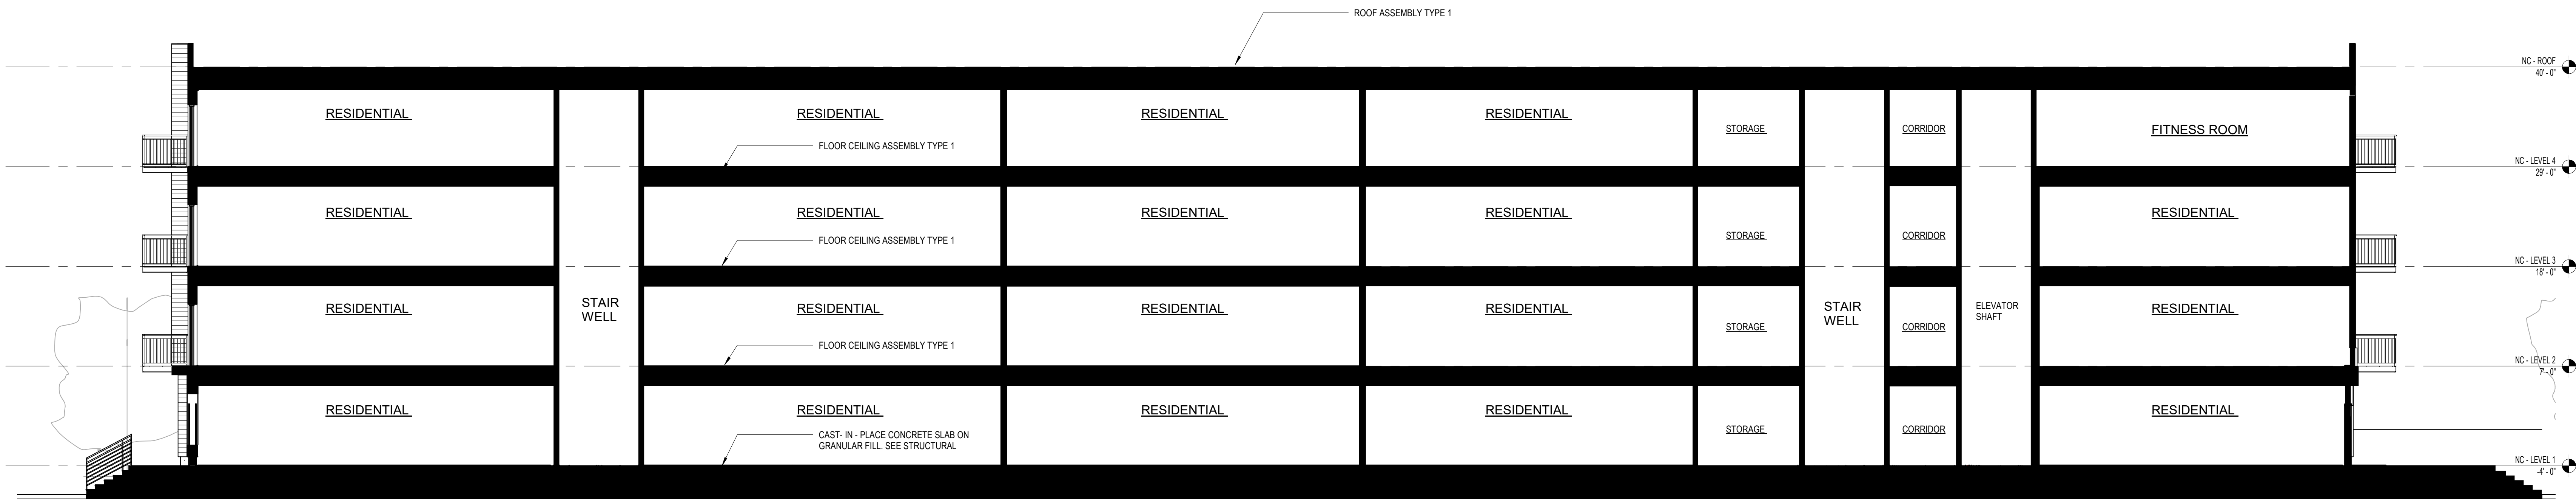 ROOF ASSEMBLY TYPE 1
NC - ROOF
40' - 0"
RESIDENTIAL
RESIDENTIAL
RESIDENTIAL
RESIDENTIAL
STORAGE
CORRIDOR
FITNESS ROOM
FLOOR CEILING ASSEMBLY TYPE 1
NC - LEVEL 4
29' - 0"
RESIDENTIAL
RESIDENTIAL
RESIDENTIAL
RESIDENTIAL
STORAGE
CORRIDOR
RESIDENTIAL
FLOOR CEILING ASSEMBLY TYPE 1
NC - LEVEL 3
18' - 0"
RESIDENTIAL
STAIR
WELL
RESIDENTIAL
RESIDENTIAL
RESIDENTIAL
STORAGE
STAIR
WELL
CORRIDOR
ELEVATOR
SHAFT
RESIDENTIAL
FLOOR CEILING ASSEMBLY TYPE 1
NC - LEVEL 2
7' - 0"
RESIDENTIAL
RESIDENTIAL
RESIDENTIAL
RESIDENTIAL
STORAGE
CORRIDOR
RESIDENTIAL
CAST- IN - PLACE CONCRETE SLAB ON
GRANULAR FILL. SEE STRUCTURAL
NC - LEVEL 1
-4' - 0"